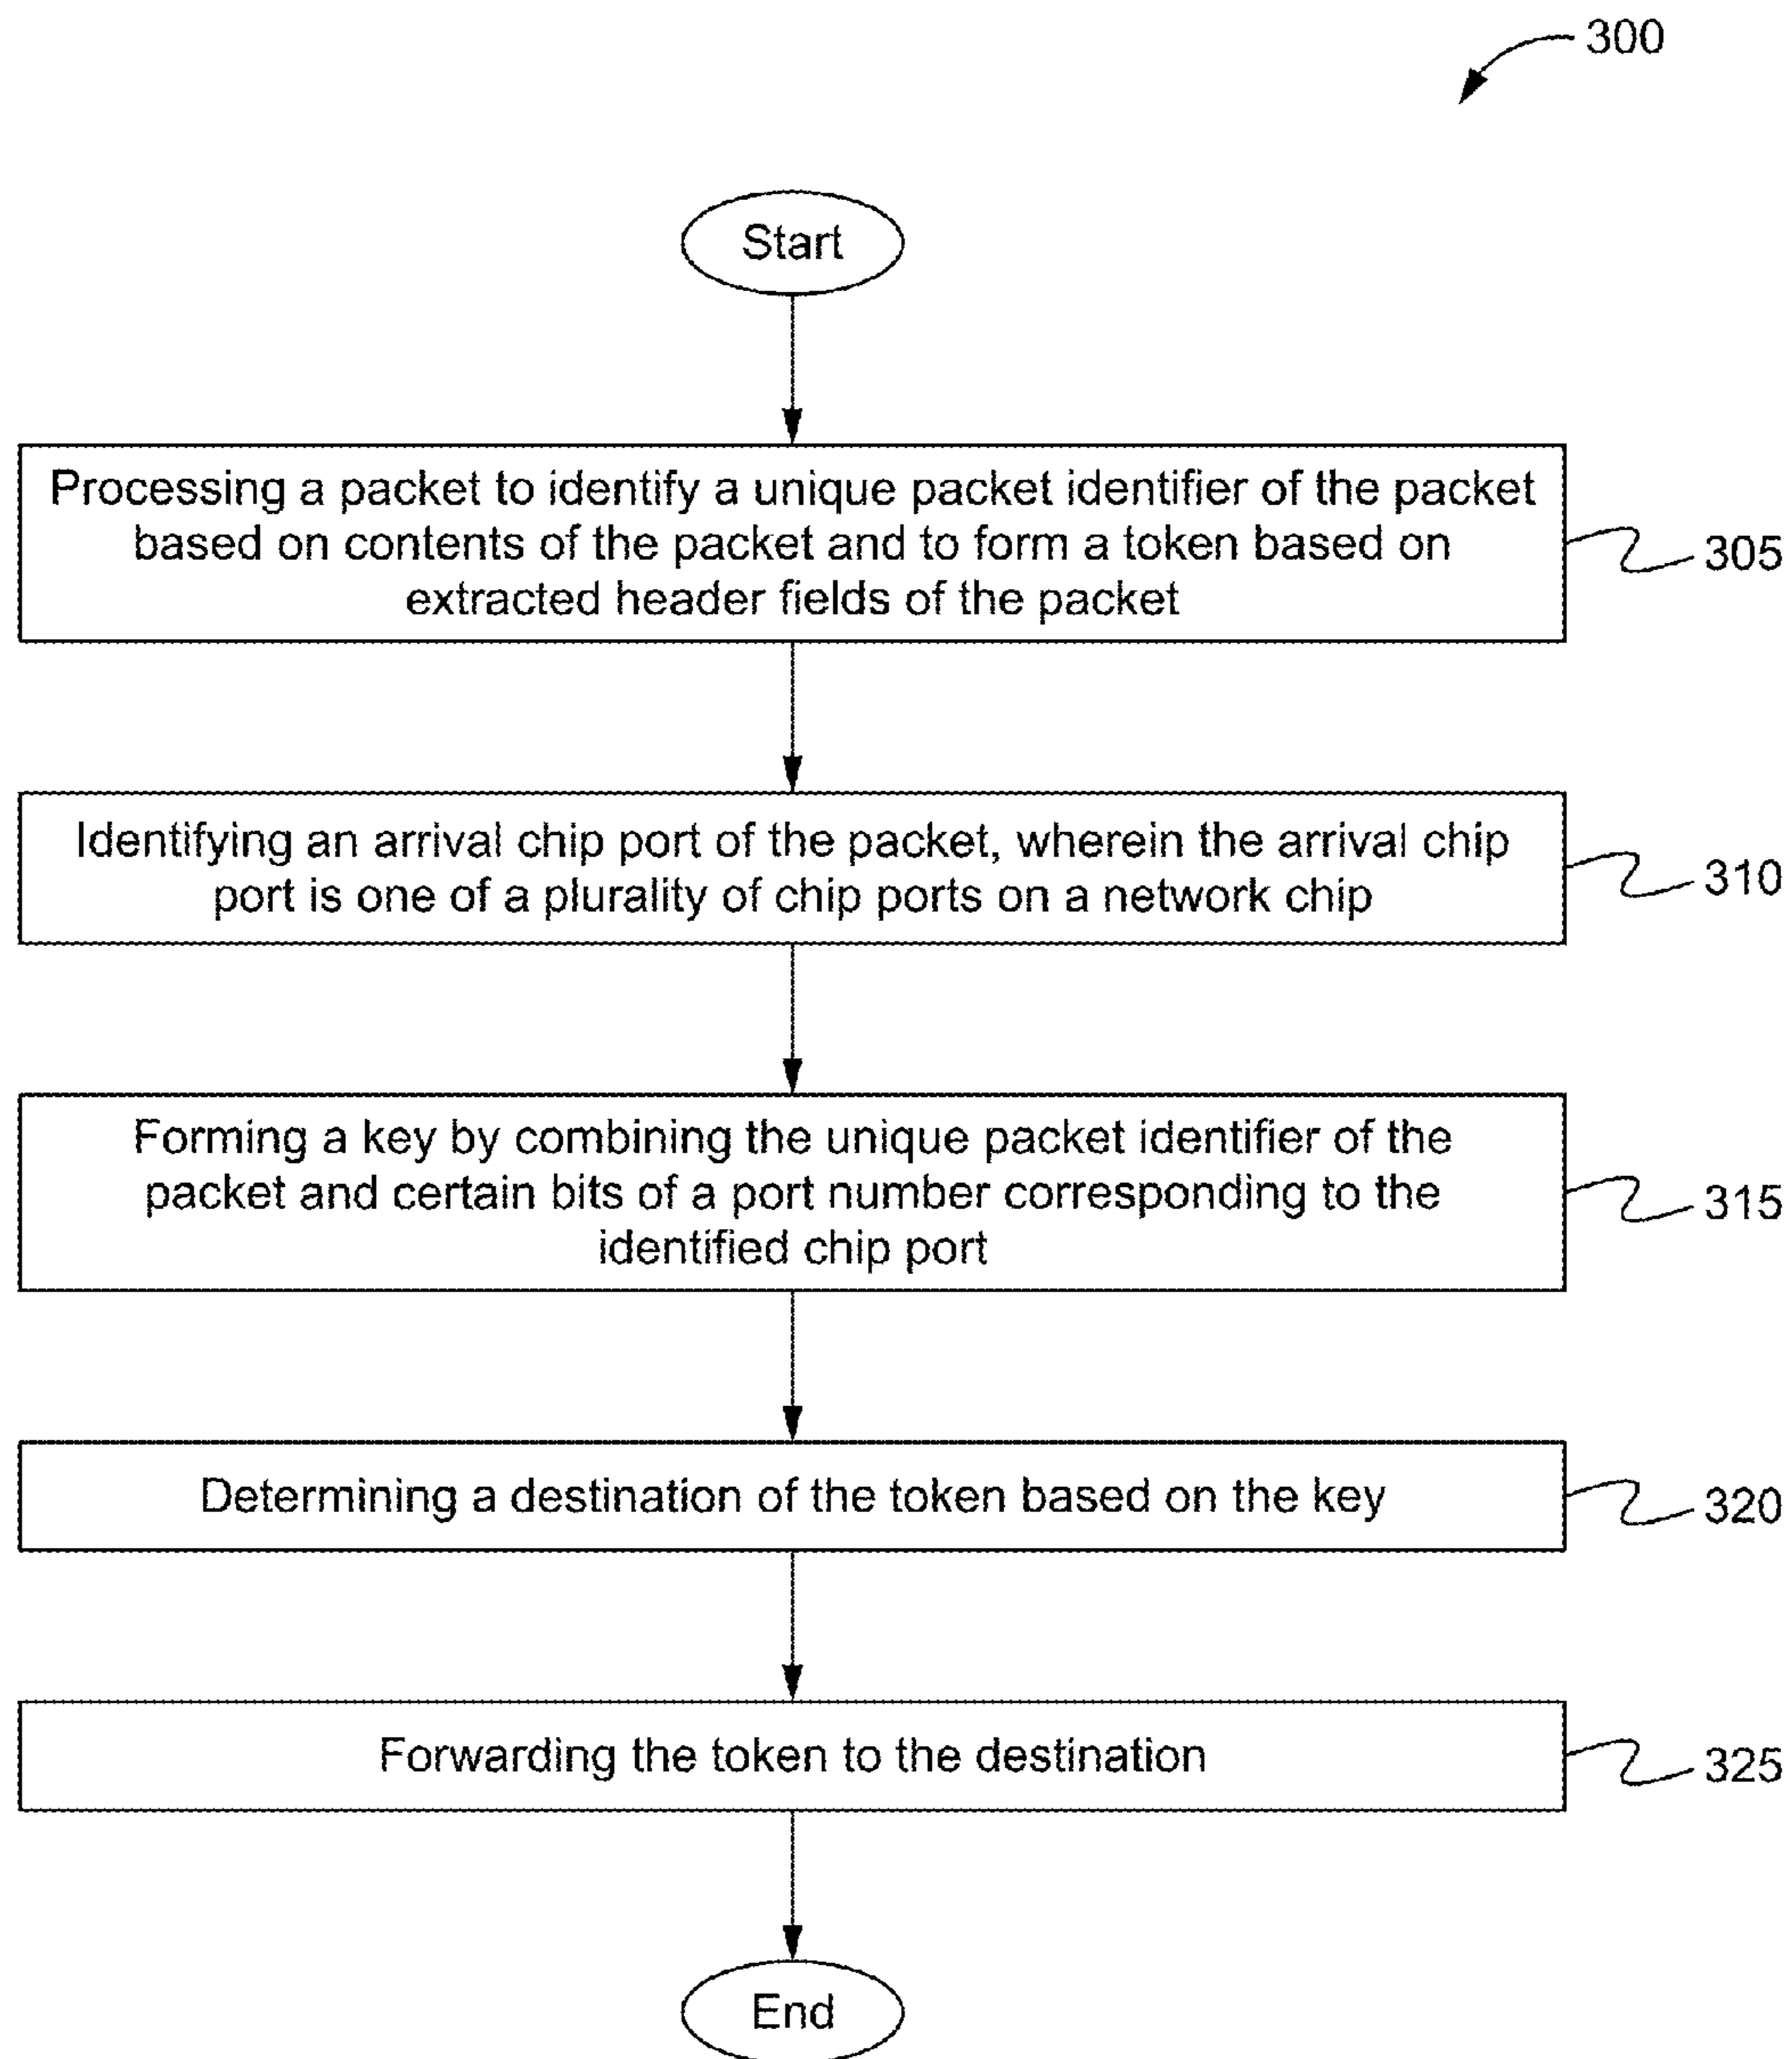 300
Start
Processing a packet to identify a unique packet identifier of the packet
based on contents of the packet and to form a token based on
extracted header fields of the packet
305
Identifying an arrival chip port of the packet, wherein the arrival chip
port is one of a plurality of chip ports on a network chip
310
Forming a key by combining the unique packet identifier of the
packet and certain bits of a port number corresponding to the
identified chip port
315
Determining a destination of the token based on the key
320
Forwarding the token to the destination
325
End